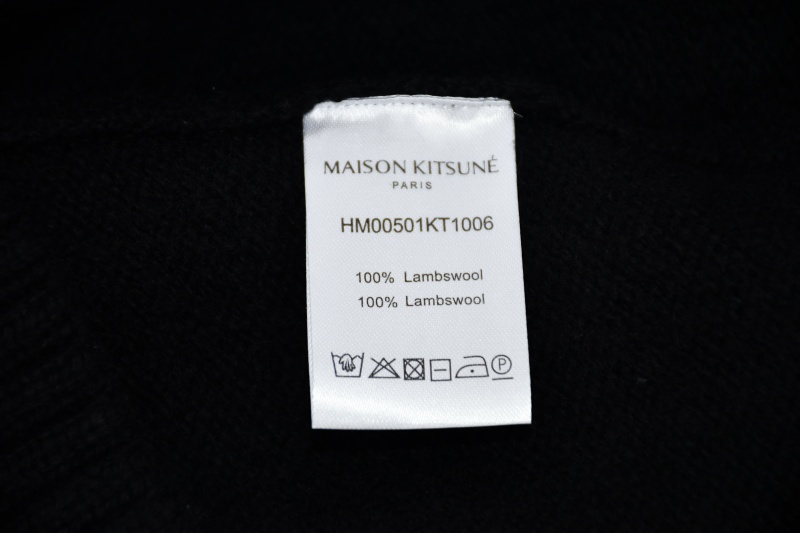 MAISON KITSUNÉ
PARIS
HM00501KT1006
100% Lambswool
100% Lambswool
P